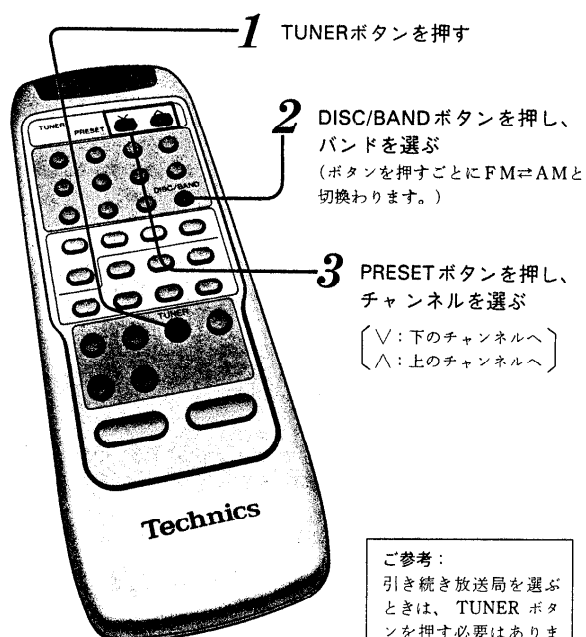 1 TUNERボタンを押す
TUNER PRESET
2 DISC/BANDボタンを押し、
バンドを選ぶ
(ボタンを押すごとにFM⇄AMと
切換わります。)
DISC/BAND
3 PRESETボタンを押し、
チャンネルを選ぶ
∨:下のチャンネルへ
∧:上のチャンネルへ
TUNER
Technics
ご参考:
引き続き放送局を選ぶ
ときは、TUNER ボタ
ンを押す必要はありま